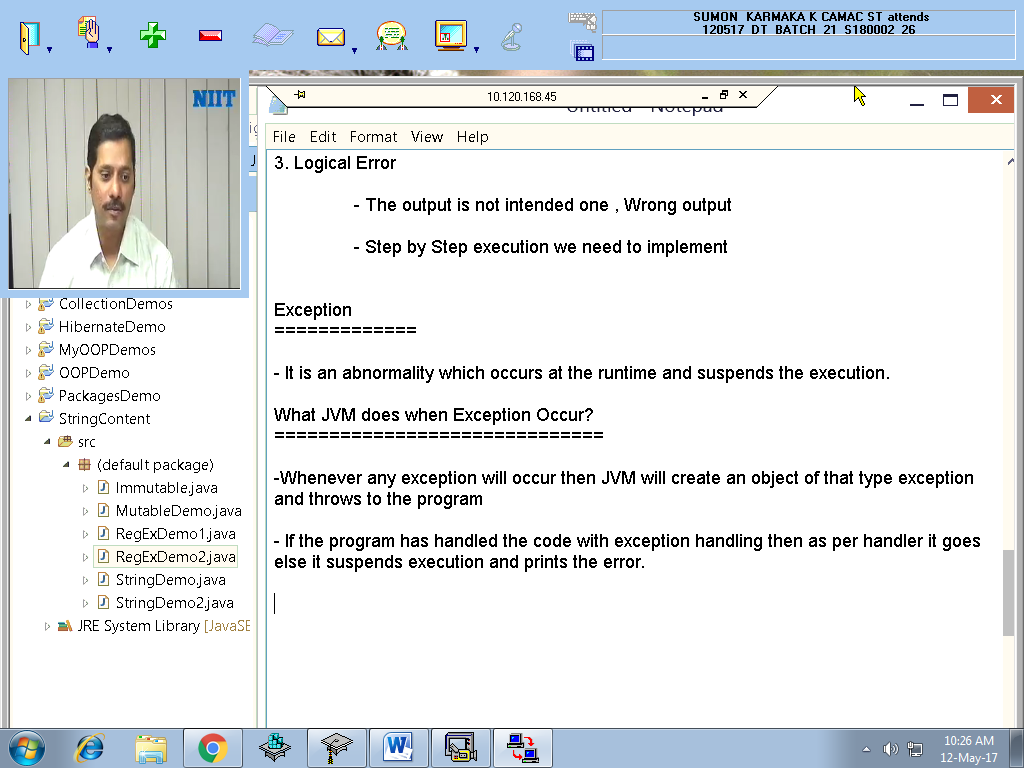 SUMON KARMAKA K CAMAC ST attends
120517 DT BATCH 21 S180002 26
NIIT
10.120.168.45
Untitled - Notepad
File Edit Format View Help
3. Logical Error
- The output is not intended one , Wrong output
- Step by Step execution we need to implement
Exception
=============
- It is an abnormality which occurs at the runtime and suspends the execution.
What JVM does when Exception Occur?
==============================
-Whenever any exception will occur then JVM will create an object of that type exception
and throws to the program
- If the program has handled the code with exception handling then as per handler it goes
else it suspends execution and prints the error.
CollectionDemos
HibernateDemo
MyOOPDemos
OOPDemo
PackagesDemo
StringContent
src
(default package)
Immutable.java
MutableDemo.java
RegExDemo1.java
RegExDemo2.java
StringDemo.java
StringDemo2.java
JRE System Library [JavaSE
10:26 AM
12-May-17